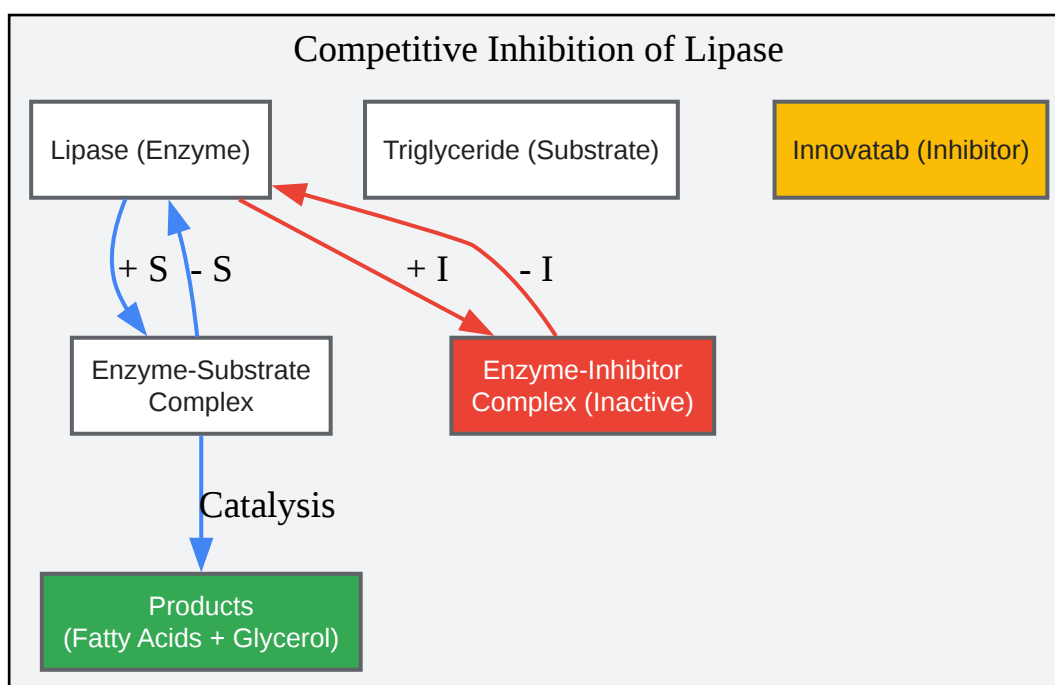 Competitive Inhibition of Lipase
Lipase (Enzyme)
Triglyceride (Substrate)
Innovatab (Inhibitor)
+ S
- S
+ I
- I
Enzyme-Substrate
Complex
Enzyme-Inhibitor
Complex (Inactive)
Catalysis
Products
(Fatty Acids + Glycerol)